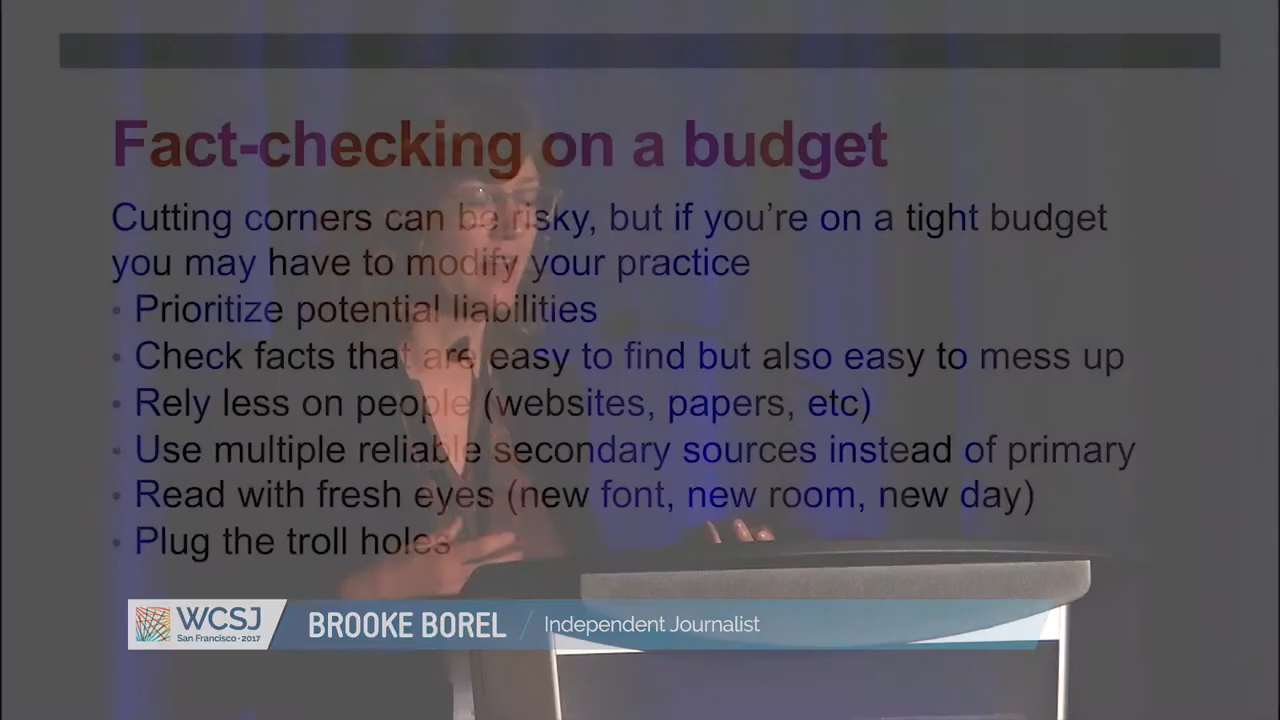 Fact-checking on a budget
Cutting corners can be risky, but if you're on a tight budget
you may have to modify your practice
• Prioritize potential liabilities
• Check facts that are easy to find but also easy to mess up
• Rely less on people (websites, papers, etc)
• Use multiple reliable secondary sources instead of primary
• Read with fresh eyes (new font, new room, new day)
• Plug the troll holes
WCSJ
San Francisco • 2017
BROOKE BOREL / Independent Journalist